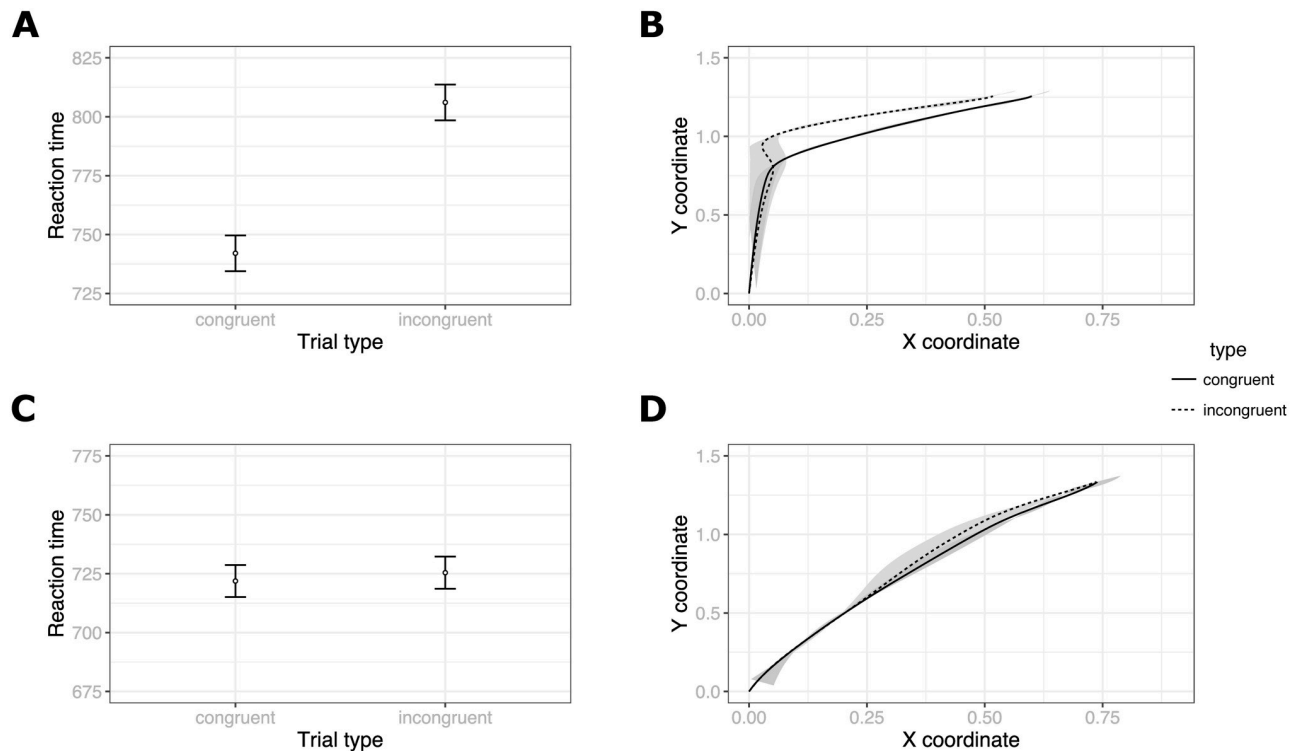 A
Reaction time
825
800
775
750
725
congruent
incongruent
Trial type
B
Y coordinate
1.5
1.0
0.5
0.0
0.00
0.25
0.50
0.75
X coordinate
type
congruent
incongruent
C
Reaction time
775
750
725
700
675
congruent
incongruent
Trial type
D
Y coordinate
1.5
1.0
0.5
0.0
0.00
0.25
0.50
0.75
X coordinate